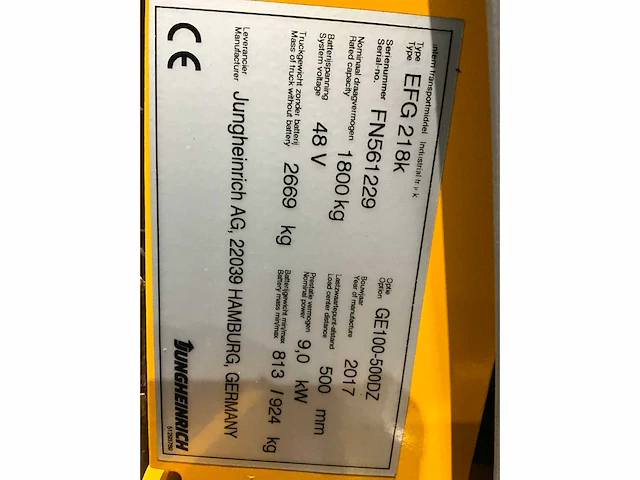 Intern transportmiddel Industrial truck
Type
Type EFG 218k
Optie
Option GE100-500DZ
Serienummer
Serial-no. FN561229
Bouwjaar
Year of manufacture 2017
Nominaal draagvermogen
Rated capacity 1800 kg
Lastzwaartepunt-afstand
Load center distance 500 mm
Batterijspanning
System voltage 48 V
Prestatie vermogen
Nominal power 9,0 kW
Truckgewicht zonder batterij
Mass of truck without battery 2669 kg
Batterijgewicht min/max
Battery mass min/max 813 / 924 kg
Leverancier
Manufacturer Jungheinrich AG, 22039 HAMBURG, GERMANY
CE
JUNGHEINRICH